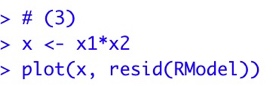 > # (3)
> x <- x1*x2
> plot(x, resid(RModel))